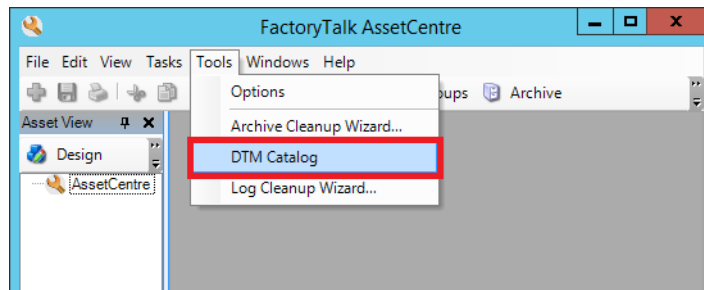 FactoryTalk AssetCentre
File Edit View Tasks Tools Windows Help
Options
Archive
Asset View
Archive Cleanup Wizard...
Design
DTM Catalog
AssetCentre
Log Cleanup Wizard...